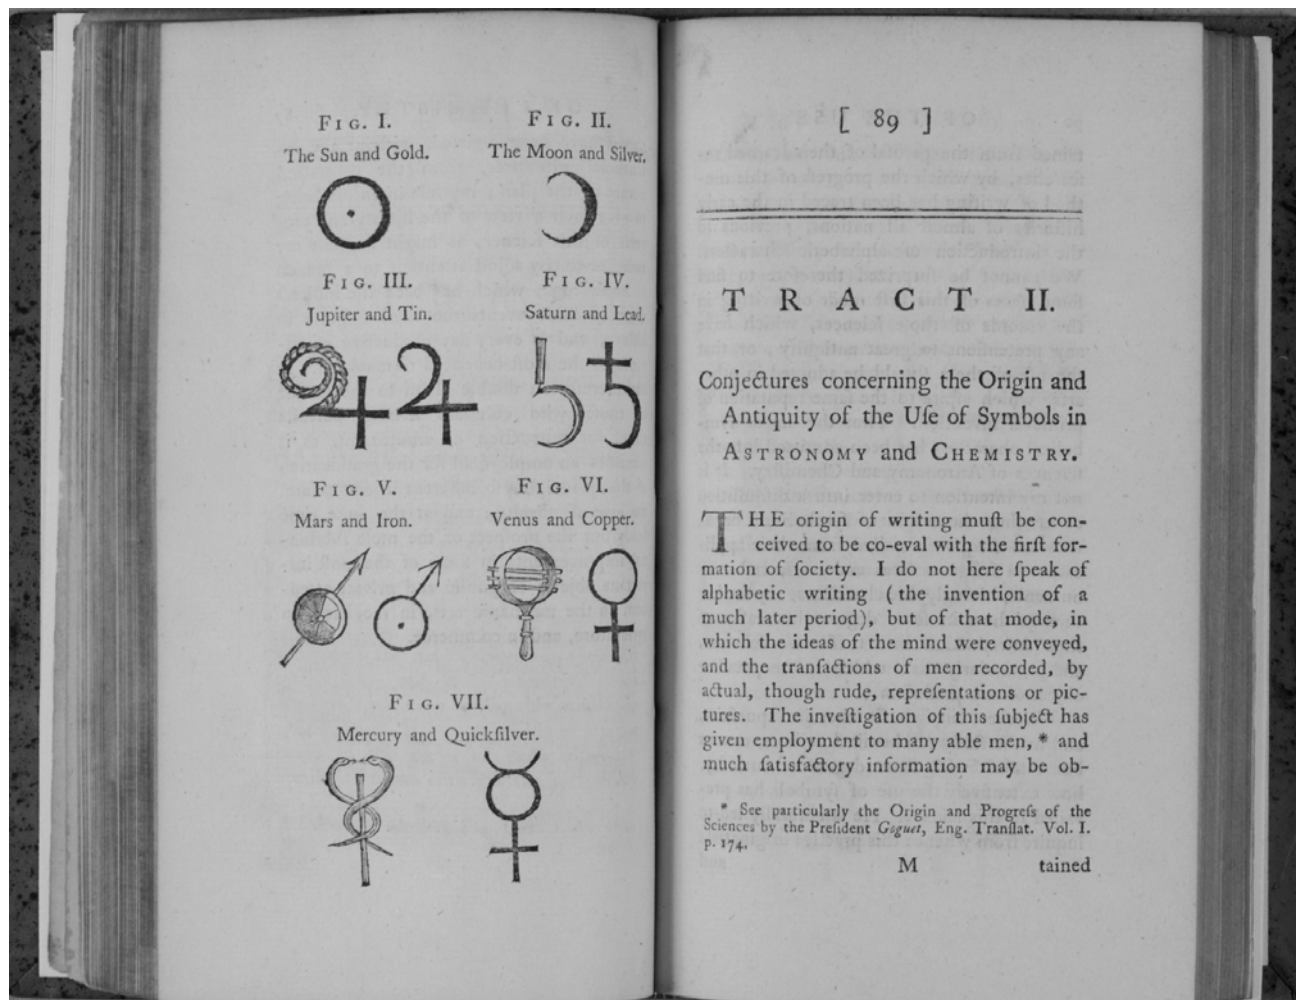 FIG. I.
The Sun and Gold.
FIG. II.
The Moon and Silver.
FIG. III.
Jupiter and Tin.
FIG. IV.
Saturn and Lead.
FIG. V.
Mars and Iron.
FIG. VI.
Venus and Copper.
FIG. VII.
Mercury and Quickſilver.
[ 89 ]
TRACT II.
Conjectures concerning the Origin and
Antiquity of the Uſe of Symbols in
ASTRONOMY and CHEMISTRY.
THE origin of writing muſt be con-
ceived to be co-eval with the firſt for-
mation of ſociety. I do not here ſpeak of
alphabetic writing (the invention of a
much later period), but of that mode, in
which the ideas of the mind were conveyed,
and the tranſactions of men recorded, by
actual, though rude, repreſentations or pic-
tures. The inveſtigation of this ſubject has
given employment to many able men, * and
much ſatisfactory information may be ob-
* See particularly the Origin and Progreſs of the
Sciences by the Preſident Goguet, Eng. Tranſlat. Vol. I.
p. 174.
M tained